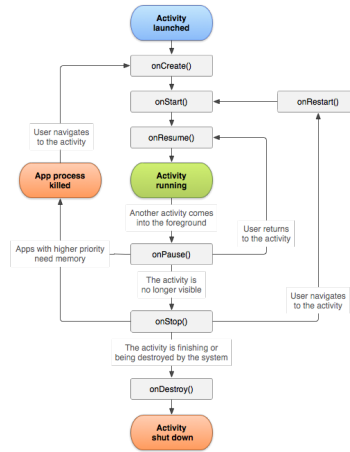 Activity
launched
onCreate()
onStart()
onRestart()
User navigates
to the activity
onResume()
App process
killed
Activity
running
Another activity comes
into the foreground
User returns
to the activity
Apps with higher priority
need memory
onPause()
The activity is
no longer visible
User navigates
to the activity
onStop()
The activity is finishing or
being destroyed by the system
onDestroy()
Activity
shut down